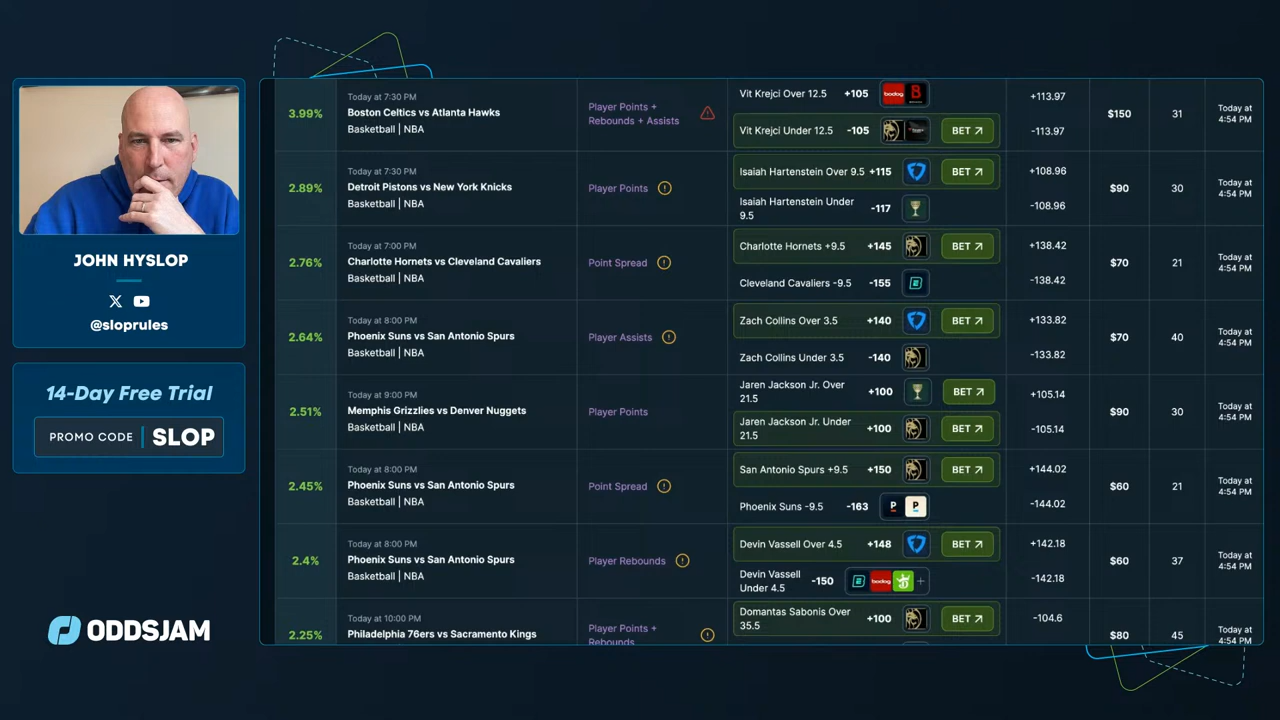 JOHN HYSLOP
@sloprules
14-Day Free Trial
PROMO CODE | SLOP
ODDSJAM
3.99%
Today at 7:30 PM
Boston Celtics vs Atlanta Hawks
Basketball | NBA
Player Points +
Rebounds + Assists
Vit Krejci Over 12.5 +105
bodog B
Vit Krejci Under 12.5 -105
BET
+113.97
-113.97
$150
31
Today at
4:54 PM
2.89%
Today at 7:30 PM
Detroit Pistons vs New York Knicks
Basketball | NBA
Player Points
Isaiah Hartenstein Over 9.5 +115
BET
Isaiah Hartenstein Under
9.5 -117
+108.96
-108.96
$90
30
Today at
4:54 PM
2.76%
Today at 7:00 PM
Charlotte Hornets vs Cleveland Cavaliers
Basketball | NBA
Point Spread
Charlotte Hornets +9.5 +145
BET
Cleveland Cavaliers -9.5 -155
+138.42
-138.42
$70
21
Today at
4:54 PM
2.64%
Today at 8:00 PM
Phoenix Suns vs San Antonio Spurs
Basketball | NBA
Player Assists
Zach Collins Over 3.5 +140
BET
Zach Collins Under 3.5 -140
+133.82
-133.82
$70
40
Today at
4:54 PM
2.51%
Today at 9:00 PM
Memphis Grizzlies vs Denver Nuggets
Basketball | NBA
Player Points
Jaren Jackson Jr. Over
21.5 +100
BET
Jaren Jackson Jr. Under
21.5 +100
BET
+105.14
-105.14
$90
30
Today at
4:54 PM
2.45%
Today at 8:00 PM
Phoenix Suns vs San Antonio Spurs
Basketball | NBA
Point Spread
San Antonio Spurs +9.5 +150
BET
Phoenix Suns -9.5 -163
P P
+144.02
-144.02
$60
21
Today at
4:54 PM
2.4%
Today at 8:00 PM
Phoenix Suns vs San Antonio Spurs
Basketball | NBA
Player Rebounds
Devin Vassell Over 4.5 +148
BET
Devin Vassell
Under 4.5 -150
bodog +
+142.18
-142.18
$60
37
Today at
4:54 PM
2.25%
Today at 10:00 PM
Philadelphia 76ers vs Sacramento Kings
Player Points +
Rebounds
Domantas Sabonis Over
35.5 +100
BET
-104.6
$80
45
Today at
4:54 PM